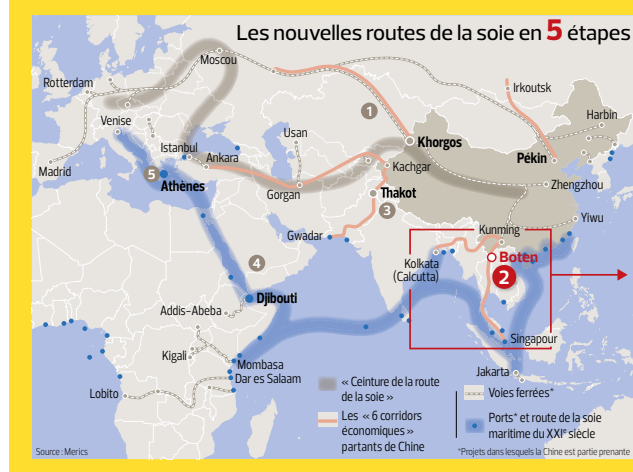 Les nouvelles routes de la soie en 5 étapes
Moscou
Rotterdam
Irkoutsk
1
Harbin
Venise
Usan
Khorgos
Istanbul
Ankara
Pékin
Kachgar
Madrid
5
Athènes
Zhengzhou
Gorgan
Thakot
3
Yiwu
Gwadar
Kunming
4
Kolkata
(Calcutta)
Boten
2
Djibouti
Addis-Abeba
Singapour
Kigali
Mombasa
Dar es Salaam
Jakarta
Lobito
« Ceinture de la route
de la soie »
Les « 6 corridors
économiques »
partants de Chine
Voies ferrées*
Ports* et route de la soie
maritime du XXIe siècle
Source : Merics
*Projets dans lesquels la Chine est partie prenante